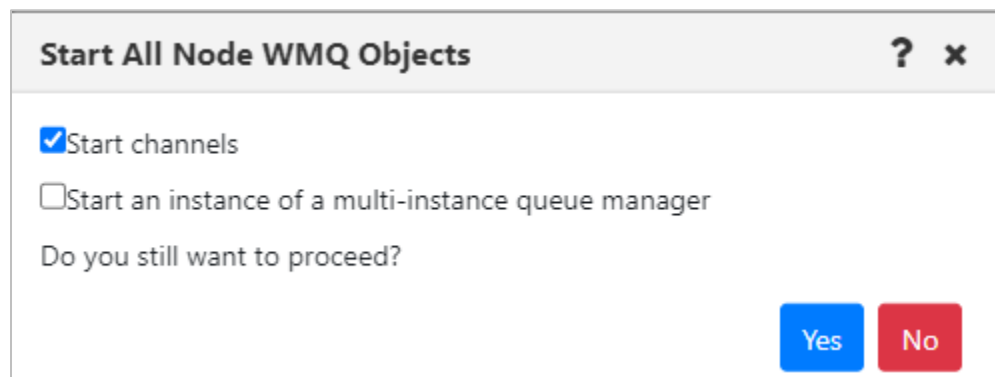 Start All Node WMQ Objects ? ×
Start channels
Start an instance of a multi-instance queue manager
Do you still want to proceed?
Yes No